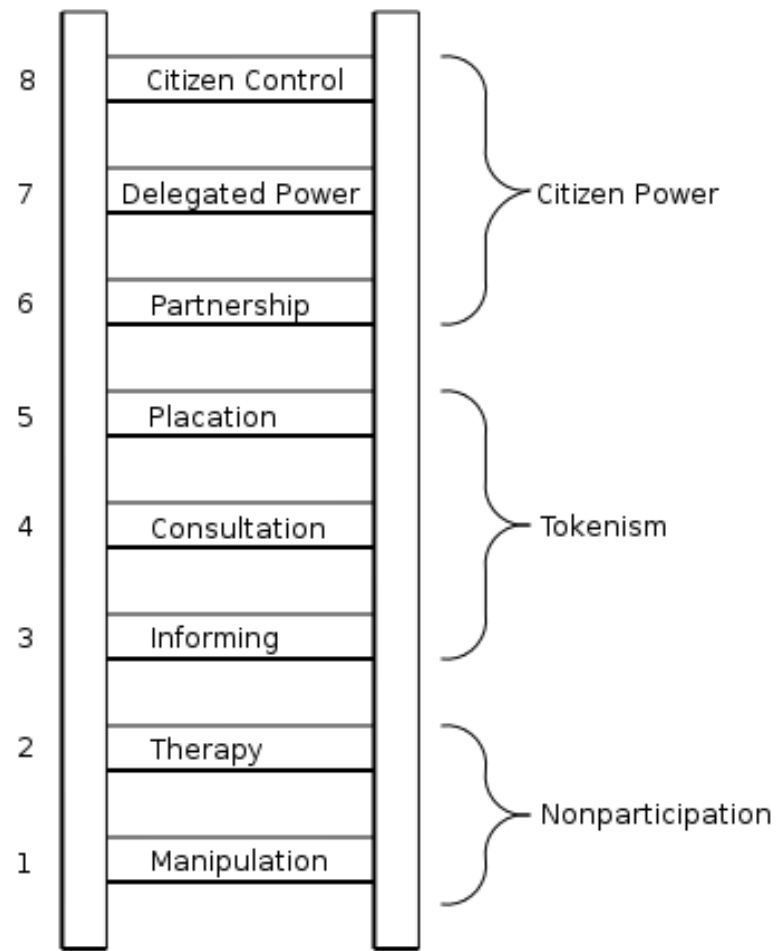 8 Citizen Control
7 Delegated Power
Citizen Power
6 Partnership
5 Placation
4 Consultation
Tokenism
3 Informing
2 Therapy
Nonparticipation
1 Manipulation